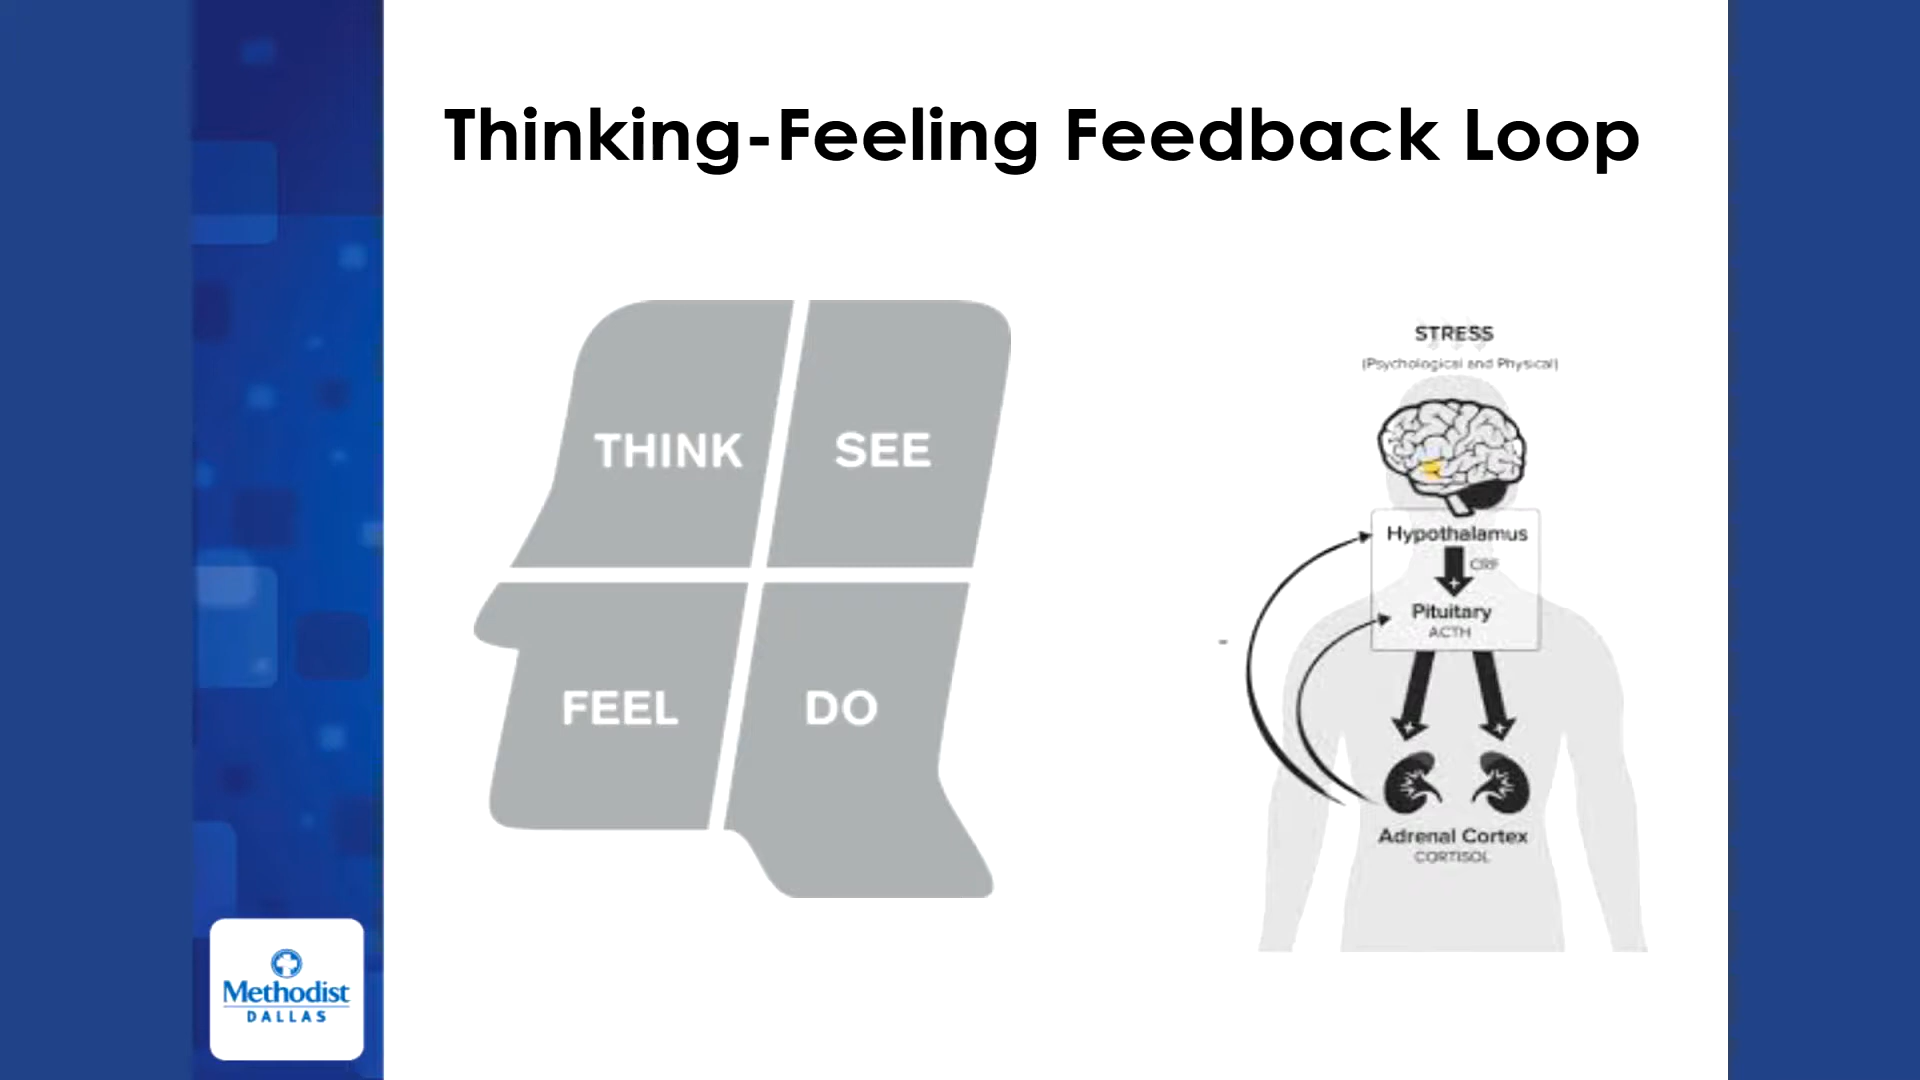 Thinking-Feeling Feedback Loop
THINK
SEE
FEEL
DO
STRESS
(Psychological and Physical)
Hypothalamus
CRF
+
Pituitary
ACTH
-
+ +
Adrenal Cortex
CORTISOL
Methodist
DALLAS